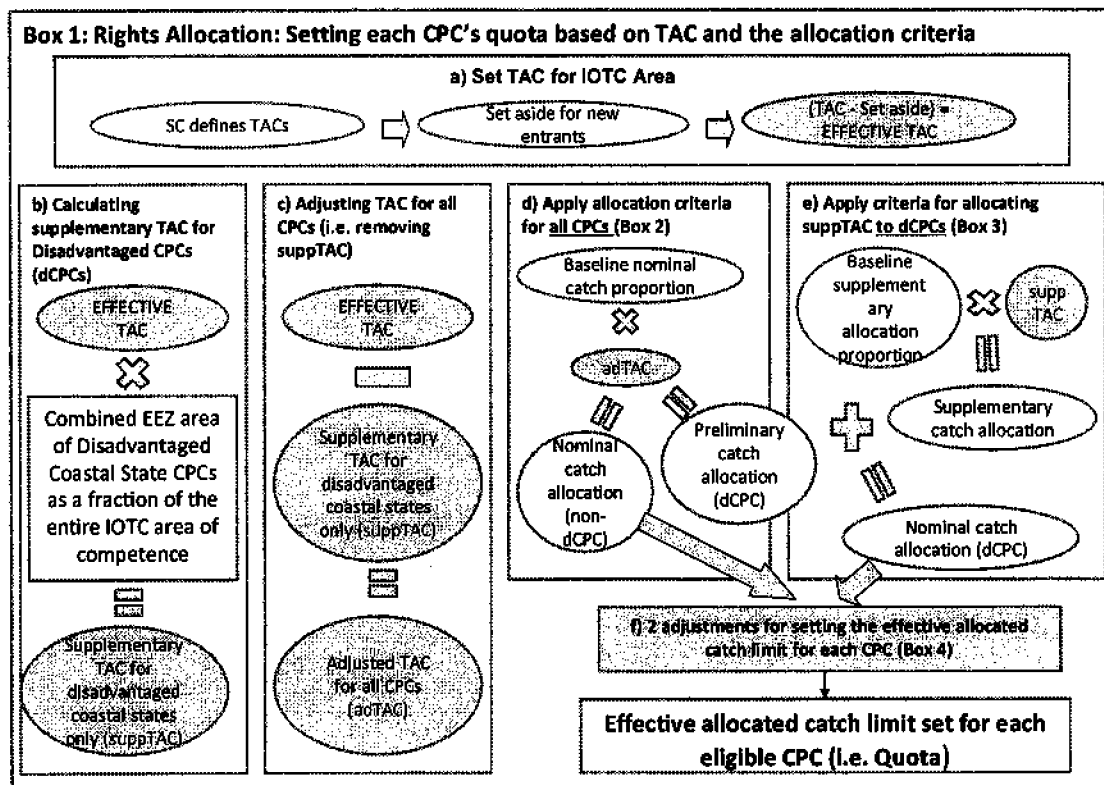 Box 1: Rights Allocation: Setting each CPC's quota based on TAC and the allocation criteria
a) Set TAC for IOTC Area
SC defines TACs
Set aside for new
entrants
(TAC - Set aside) =
EFFECTIVE TAC
b) Calculating
supplementary TAC for
Disadvantaged CPCs
(dCPCs)
EFFECTIVE
TAC
Combined EEZ area
of Disadvantaged
Coastal State CPCs
as a fraction of the
entire IOTC area of
competence
Supplementary
TAC for
disadvantaged
coastal states
only (suppTAC)
c) Adjusting TAC for all
CPCs (i.e. removing
suppTAC)
EFFECTIVE
TAC
Supplementary
TAC for
disadvantaged
coastal states
only (suppTAC)
Adjusted TAC
for all CPCs
(adTAC)
d) Apply allocation criteria
for all CPCs (Box 2)
Baseline nominal
catch proportion
adTAC
Nominal
catch
allocation
(non-
dCPC)
Preliminary
catch
allocation
(dCPC)
e) Apply criteria for allocating
suppTAC to dCPCs (Box 3)
Baseline
supplement
ary
allocation
proportion
supp
TAC
Supplementary
catch allocation
Nominal catch
allocation (dCPC)
f) 2 adjustments for setting the effective allocated
catch limit for each CPC (Box 4)
Effective allocated catch limit set for each
eligible CPC (i.e. Quota)